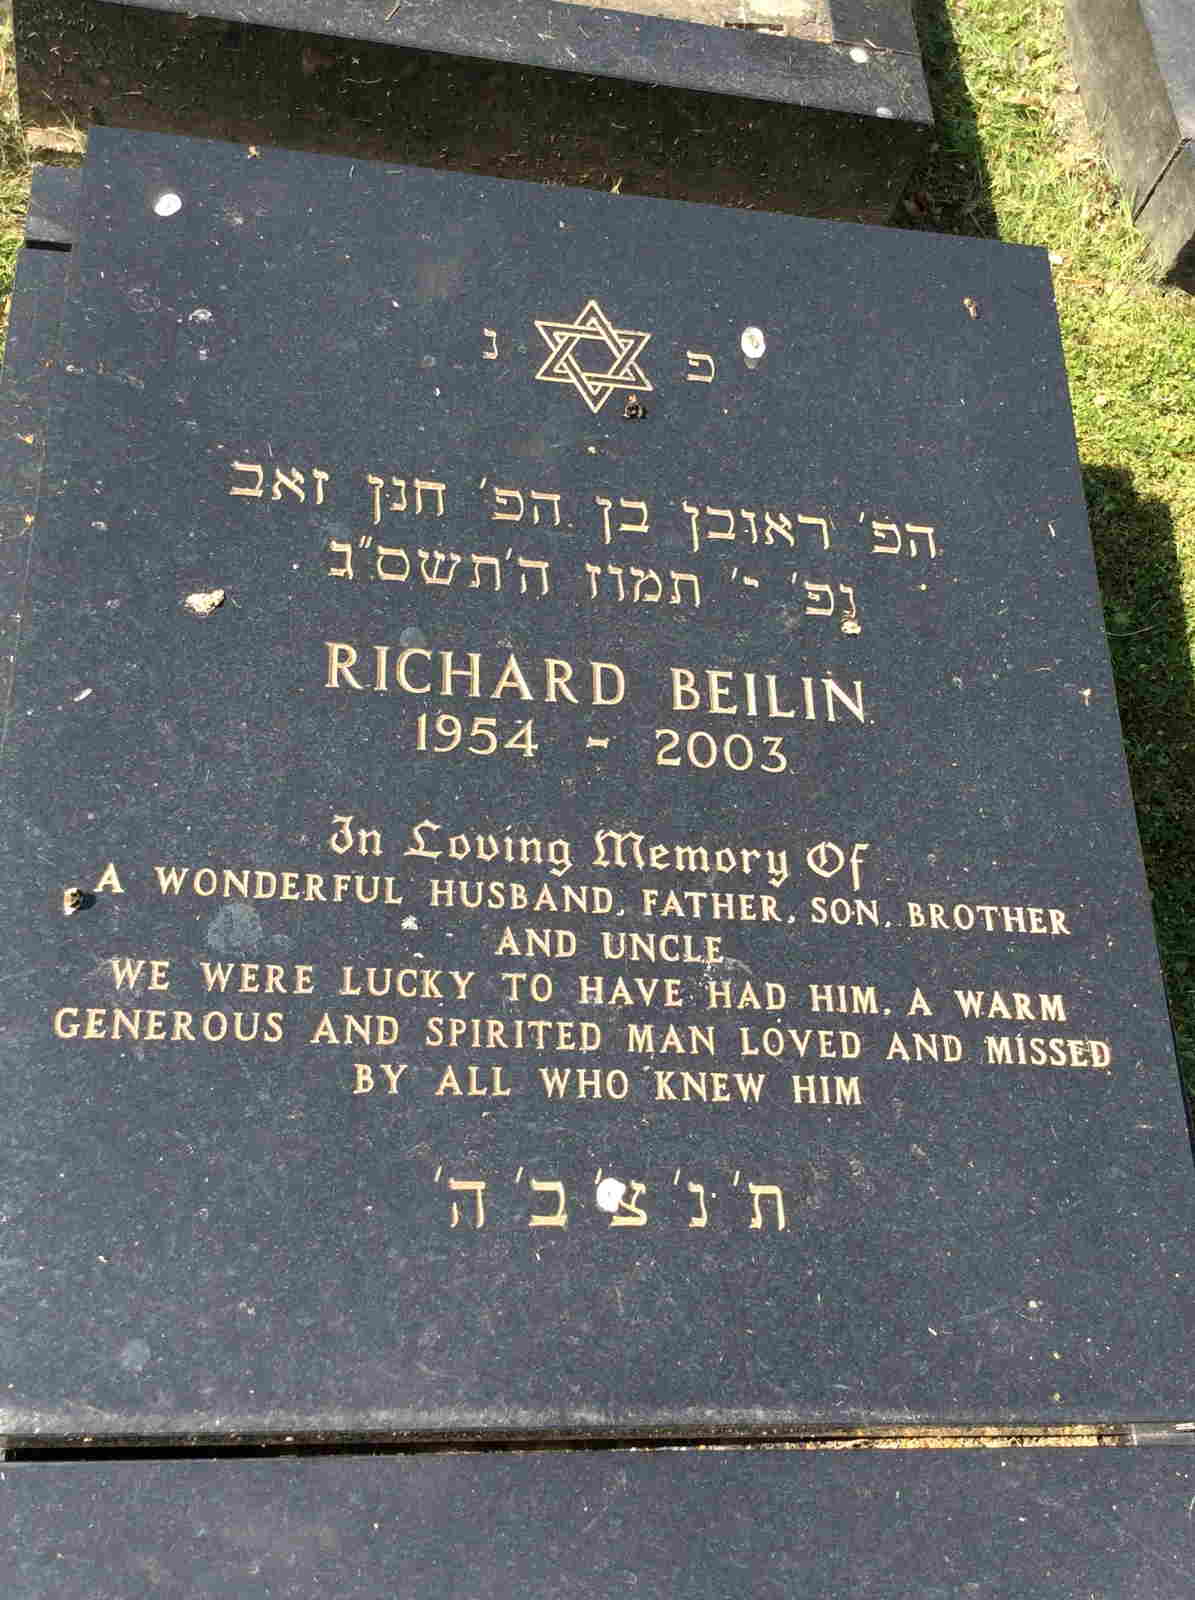 פ נ
הפ׳ ראובן בן הפ׳ חנן זאב
נפ׳ י׳ תמוז ה׳תשס״ג
RICHARD BEILIN
1954 - 2003
In Loving Memory Of
A WONDERFUL HUSBAND, FATHER, SON, BROTHER
AND UNCLE
WE WERE LUCKY TO HAVE HAD HIM, A WARM
GENEROUS AND SPIRITED MAN LOVED AND MISSED
BY ALL WHO KNEW HIM
ת׳ נ׳ צ׳ ב׳ ה׳